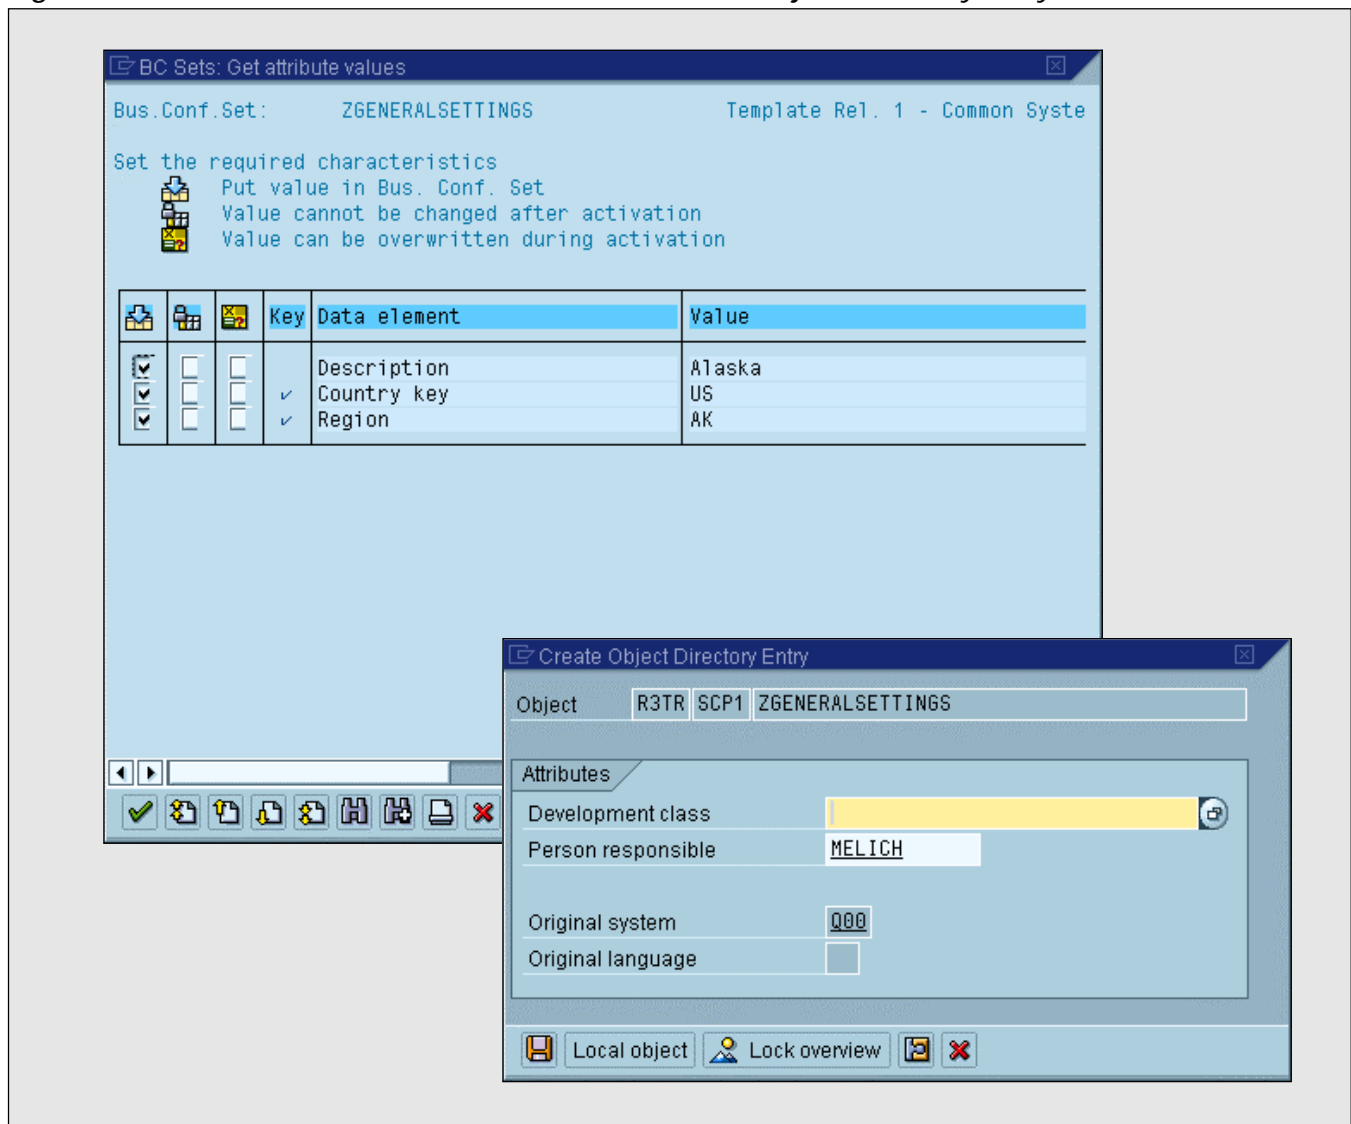 BC Sets: Get attribute values
Bus.Conf.Set: ZGENERALSETTINGS Template Rel. 1 - Common Syste
Set the required characteristics
Put value in Bus. Conf. Set
Value cannot be changed after activation
Value can be overwritten during activation
Key Data element Value
Description Alaska
Country key US
Region AK
Create Object Directory Entry
Object R3TR SCP1 ZGENERALSETTINGS
Attributes
Development class
Person responsible MELICH
Original system Q00
Original language
Local object Lock overview